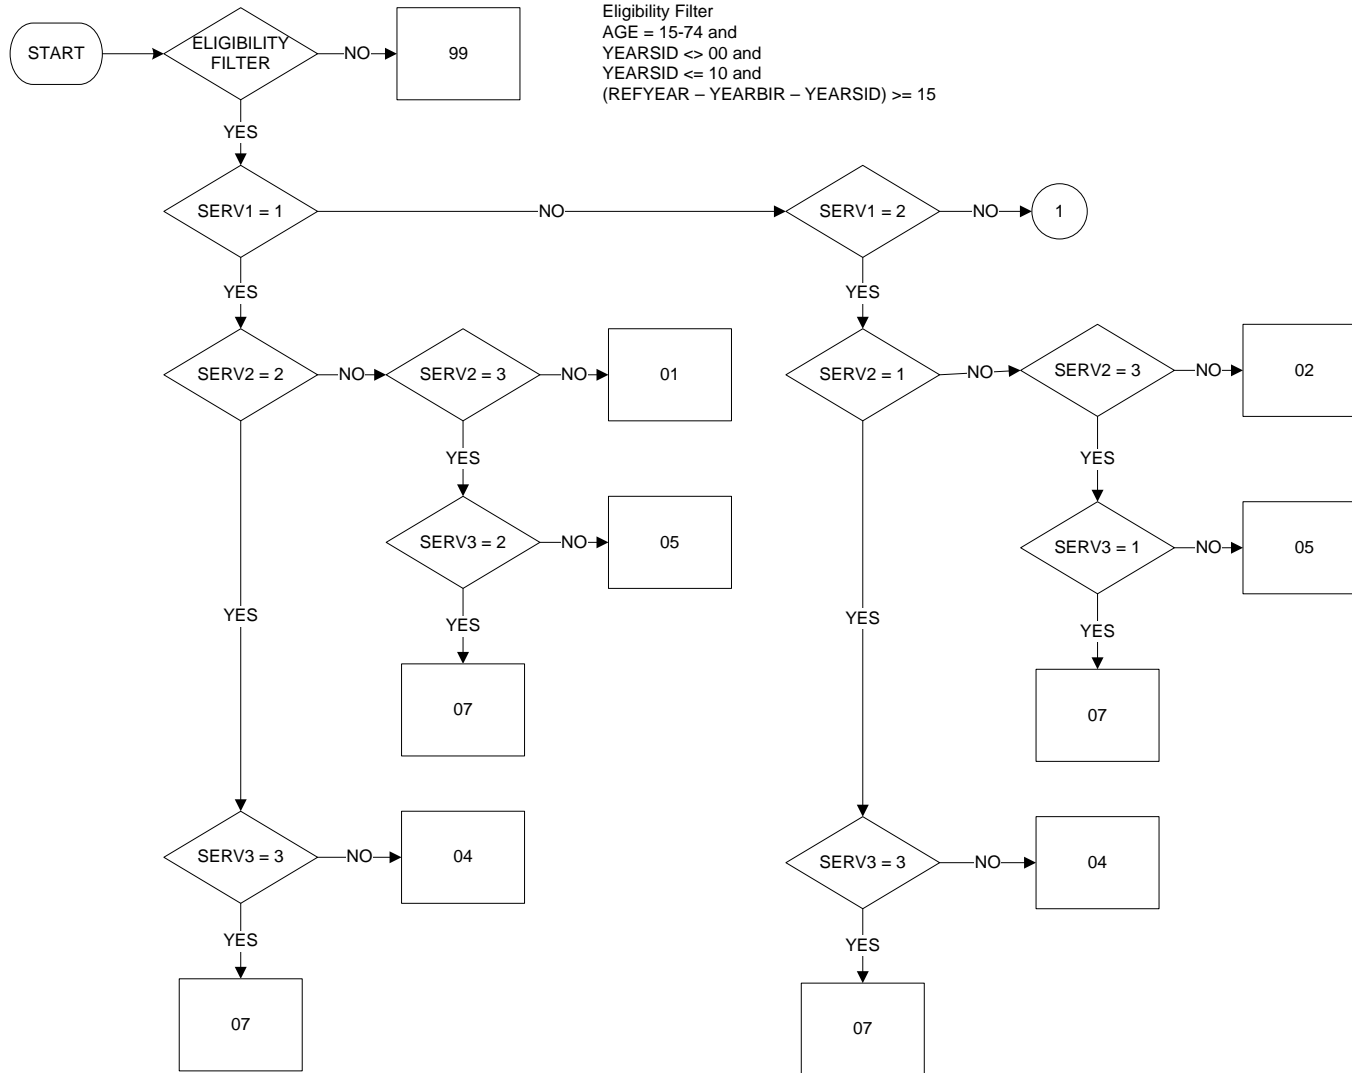 START
ELIGIBILITY
FILTER
NO
99
Eligibility Filter
AGE = 15-74 and
YEARSID <> 00 and
YEARSID <= 10 and
(REFYEAR – YEARBIR – YEARSID) >= 15
YES
SERV1 = 1
NO
SERV1 = 2
NO
1
YES
YES
SERV2 = 2
NO
SERV2 = 3
NO
01
SERV2 = 1
NO
SERV2 = 3
NO
02
YES
YES
SERV3 = 2
NO
05
SERV3 = 1
NO
05
YES
YES
YES
YES
07
07
SERV3 = 3
NO
04
SERV3 = 3
NO
04
YES
YES
07
07